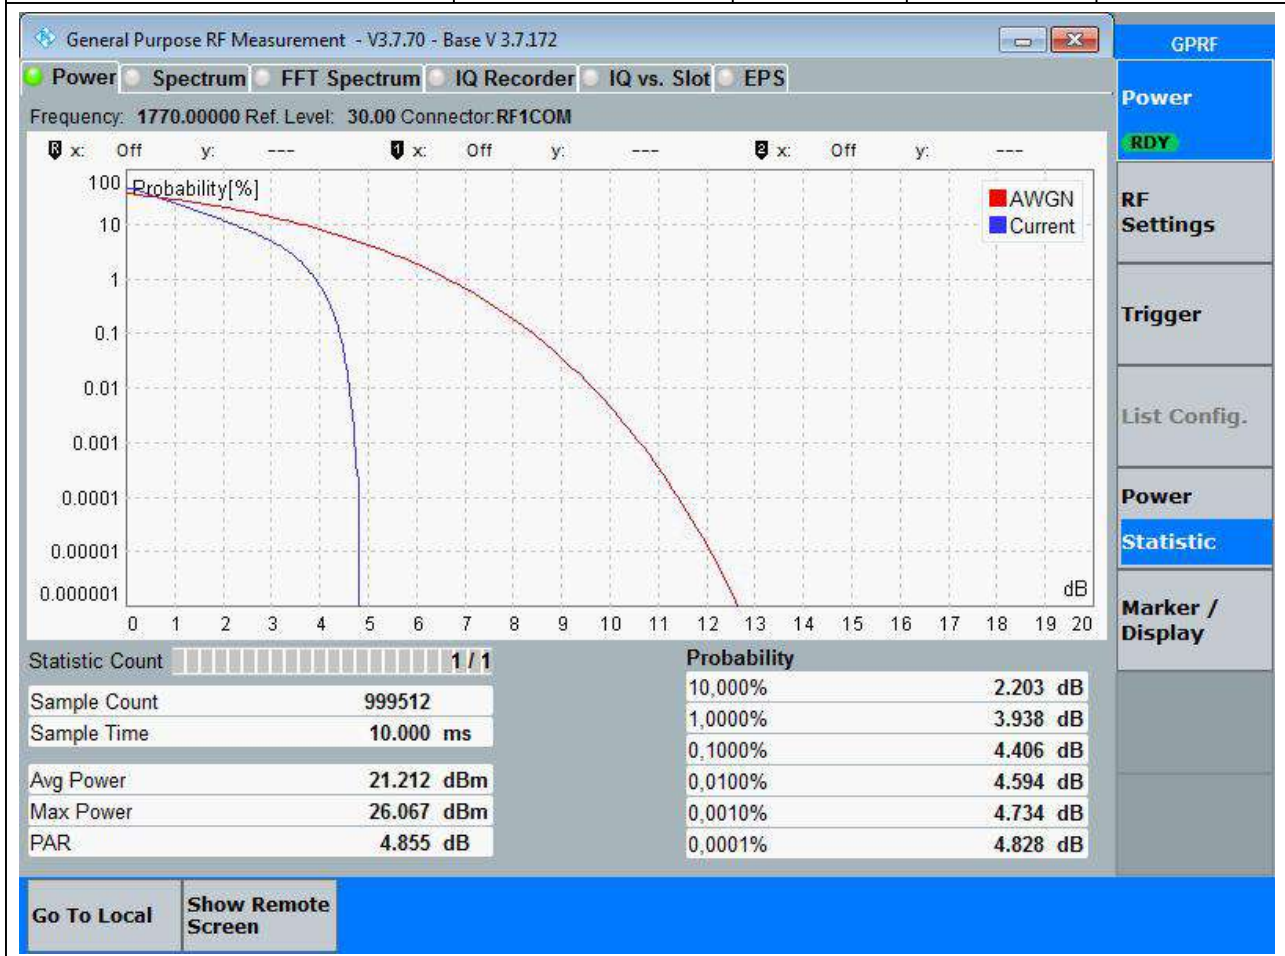 General Purpose RF Measurement - V3.7.70 - Base V 3.7.172
GPRF
Power Spectrum FFT Spectrum IQ Recorder IQ vs. Slot EPS
Frequency: 1770.00000 Ref. Level: 30.00 Connector: RF1COM
R x: Off y: --- 1 x: Off y: --- 2 x: Off y: ---
Probability[%]
AWGN
Current
100
10
1
0.1
0.01
0.001
0.0001
0.00001
0.000001
dB
0 1 2 3 4 5 6 7 8 9 10 11 12 13 14 15 16 17 18 19 20
Statistic Count 1 / 1
Sample Count 999512
Sample Time 10.000 ms
Avg Power 21.212 dBm
Max Power 26.067 dBm
PAR 4.855 dB
Probability
10,000% 2.203 dB
1,0000% 3.938 dB
0,1000% 4.406 dB
0,0100% 4.594 dB
0,0010% 4.734 dB
0,0001% 4.828 dB
Power
RDY
RF
Settings
Trigger
List Config.
Power
Statistic
Marker /
Display
Go To Local
Show Remote
Screen